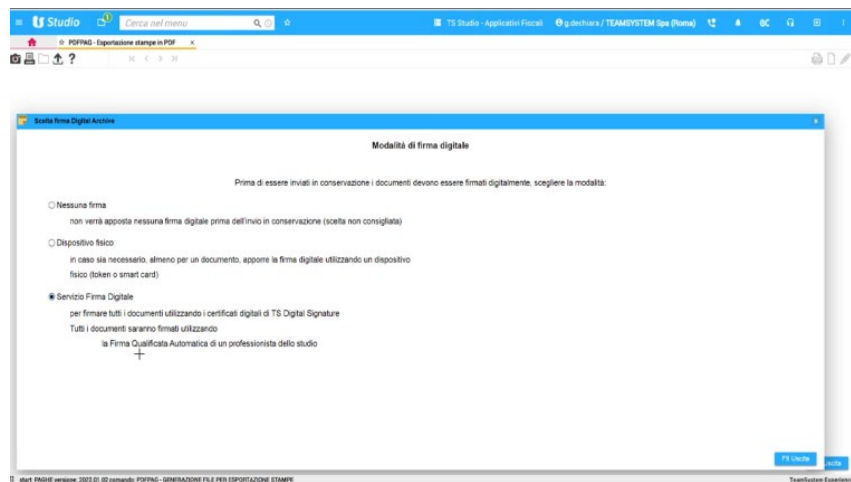 Studio 1 Cerca nel menu TS Studio - Applicativi Fiscali g.dechiara / TEAMSYSTEM Spa (Roma)
PDFPAG - Esportazione stampe in PDF x
?
Scelta firma Digital Archive
Modalità di firma digitale
Prima di essere inviati in conservazione i documenti devono essere firmati digitalmente, scegliere la modalità:
Nessuna firma
non verrà apposta nessuna firma digitale prima dell'invio in conservazione (scelta non consigliata)
Dispositivo fisico
in caso sia necessario, almeno per un documento, apporre la firma digitale utilizzando un dispositivo
fisico (token o smart card)
Servizio Firma Digitale
per firmare tutti i documenti utilizzando i certificati digitali di TS Digital Signature
Tutti i documenti saranno firmati utilizzando
la Firma Qualificata Automatica di un professionista dello studio
Uscita
Uscita
start PAGHE versione: 2022.01.02 comando: PDFPAG - GENERAZIONE FILE PER ESPORTAZIONE STAMPE TeamSystem Experience